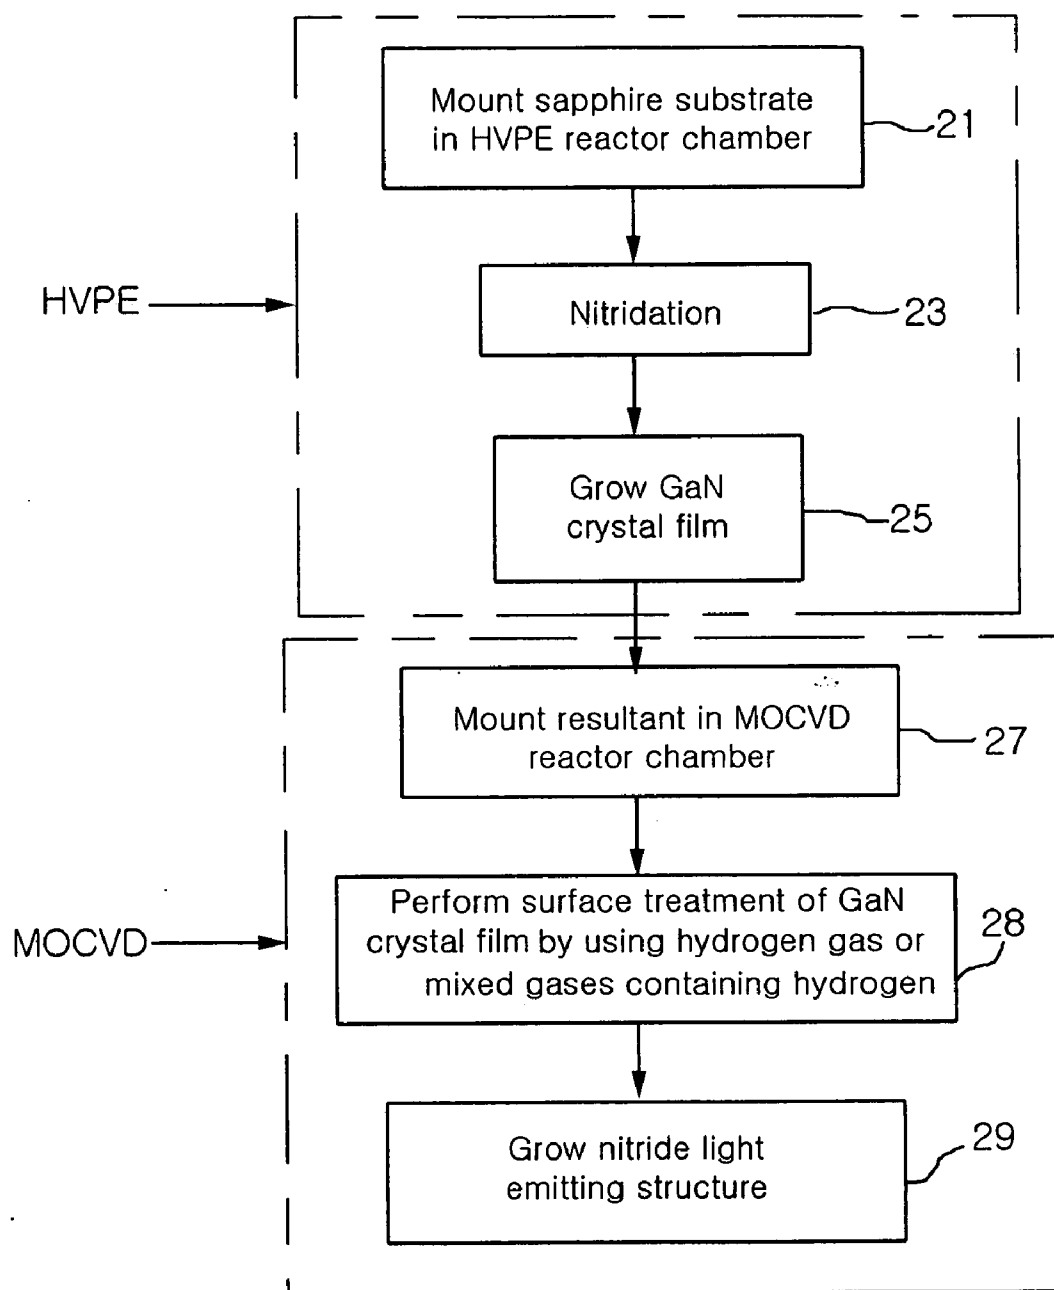 Mount sapphire substrate
in HVPE reactor chamber
21
HVPE
Nitridation
23
Grow GaN
crystal film
25
Mount resultant in MOCVD
reactor chamber
27
MOCVD
Perform surface treatment of GaN
crystal film by using hydrogen gas or
mixed gases containing hydrogen
28
Grow nitride light
emitting structure
29